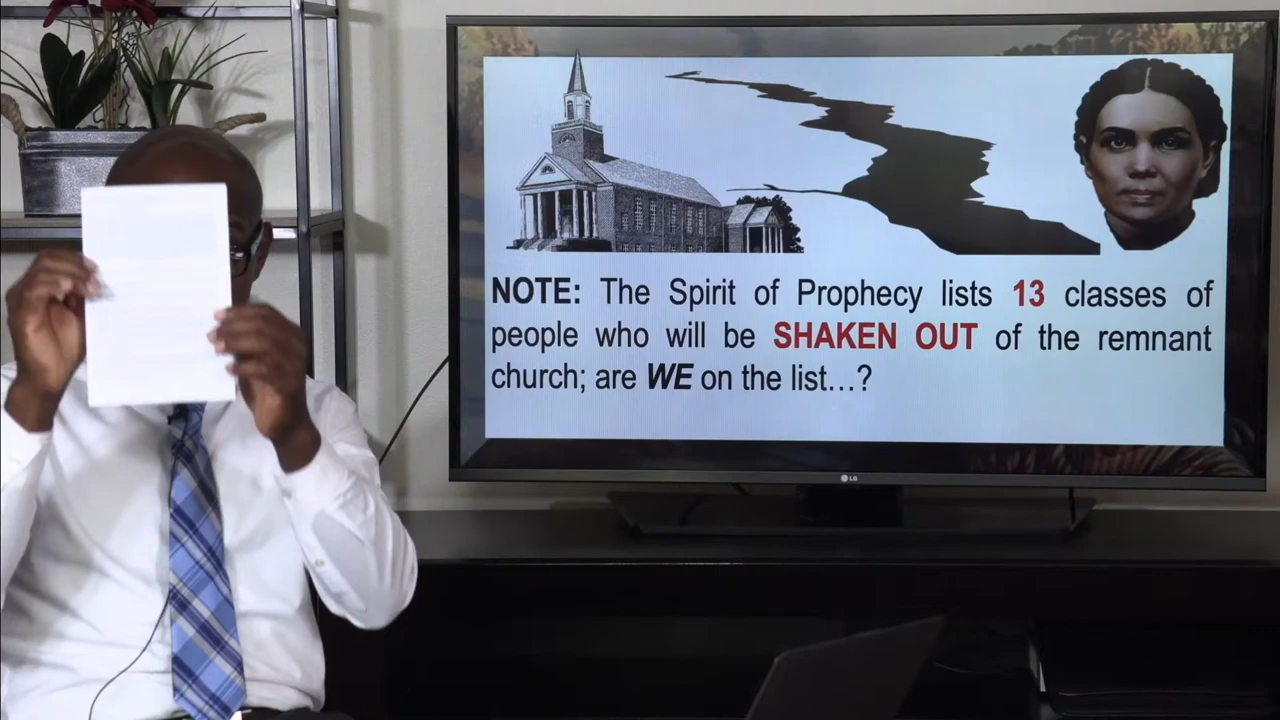 NOTE: The Spirit of Prophecy lists 13 classes of
people who will be SHAKEN OUT of the remnant
church; are WE on the list…?
LG